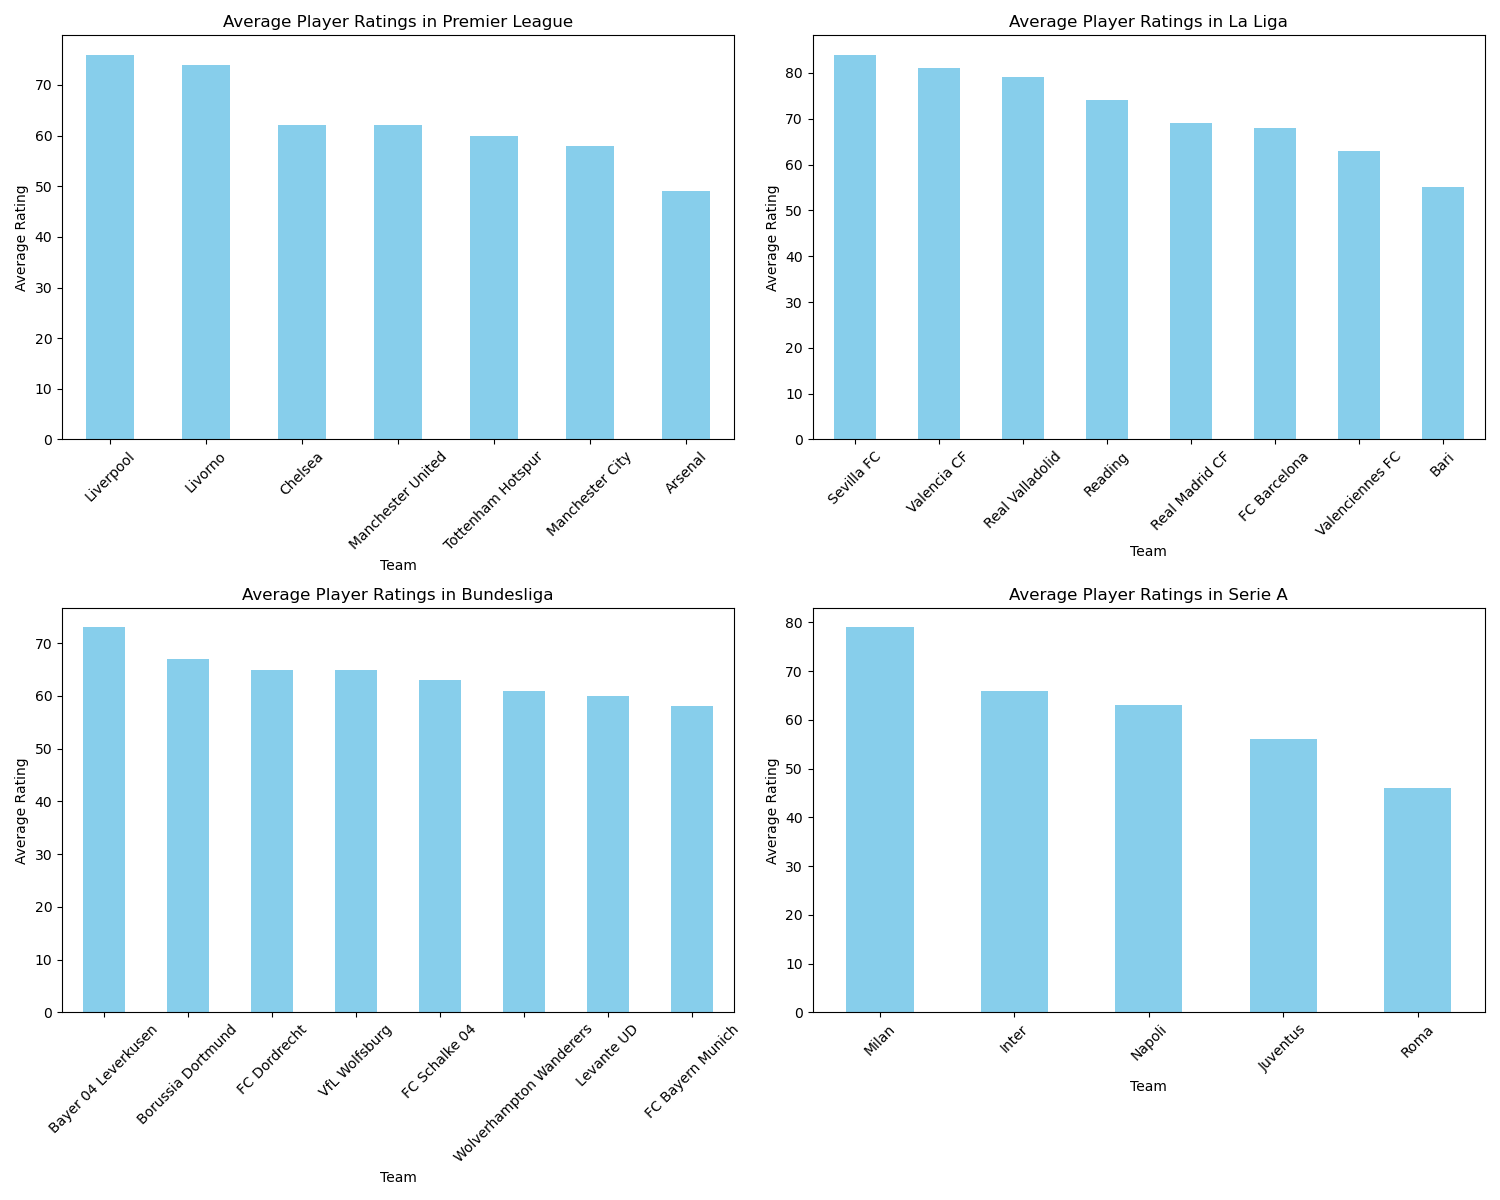 Average Player Ratings in Premier League
Average Rating
70
60
50
40
30
20
10
0
Liverpool
Livorno
Chelsea
Manchester United
Tottenham Hotspur
Manchester City
Arsenal
Team
Average Player Ratings in La Liga
Average Rating
80
70
60
50
40
30
20
10
0
Sevilla FC
Valencia CF
Real Valladolid
Reading
Real Madrid CF
FC Barcelona
Valenciennes FC
Bari
Team
Average Player Ratings in Bundesliga
Average Rating
70
60
50
40
30
20
10
0
Bayer 04 Leverkusen
Borussia Dortmund
FC Dordrecht
VfL Wolfsburg
FC Schalke 04
Wolverhampton Wanderers
Levante UD
FC Bayern Munich
Team
Average Player Ratings in Serie A
Average Rating
80
70
60
50
40
30
20
10
0
Milan
Inter
Napoli
Juventus
Roma
Team